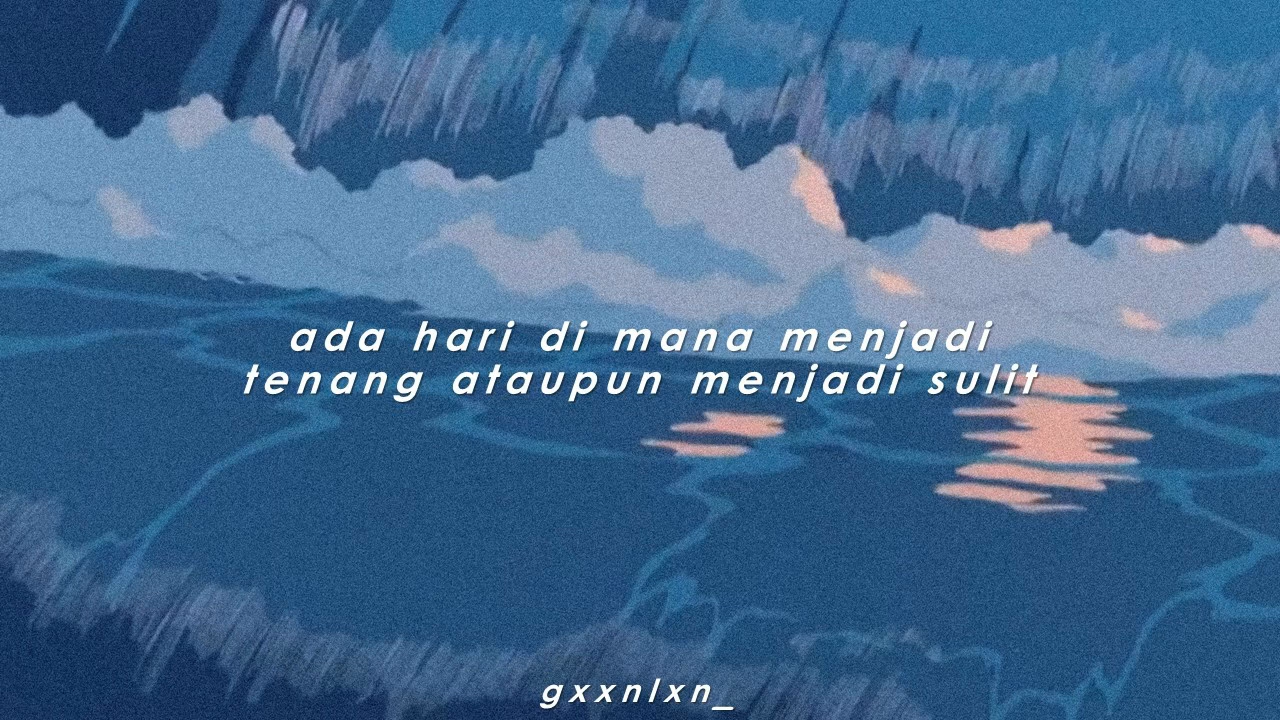 ada hari di mana menjadi
tenang ataupun menjadi sulit
gxxnlxn_